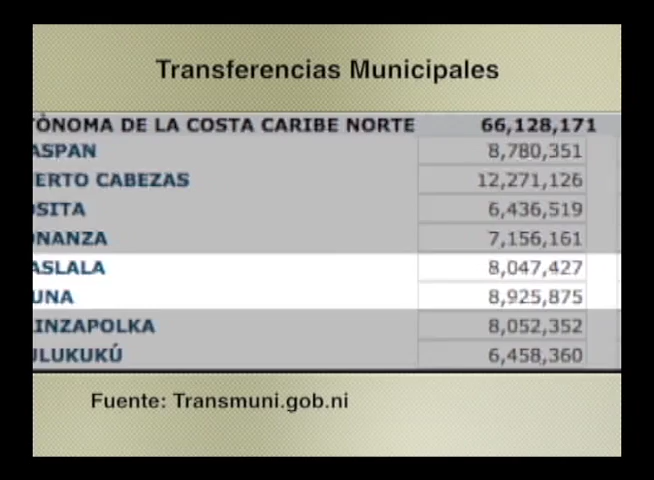 Transferencias Municipales
TÒNOMA DE LA COSTA CARIBE NORTE 66,128,171
ASPAN 8,780,351
ERTO CABEZAS 12,271,126
OSITA 6,436,519
ONANZA 7,156,161
ASLALA 8,047,427
UNA 8,925,875
INZAPOLKA 8,052,352
ULUKUKÚ 6,458,360
Fuente: Transmuni.gob.ni